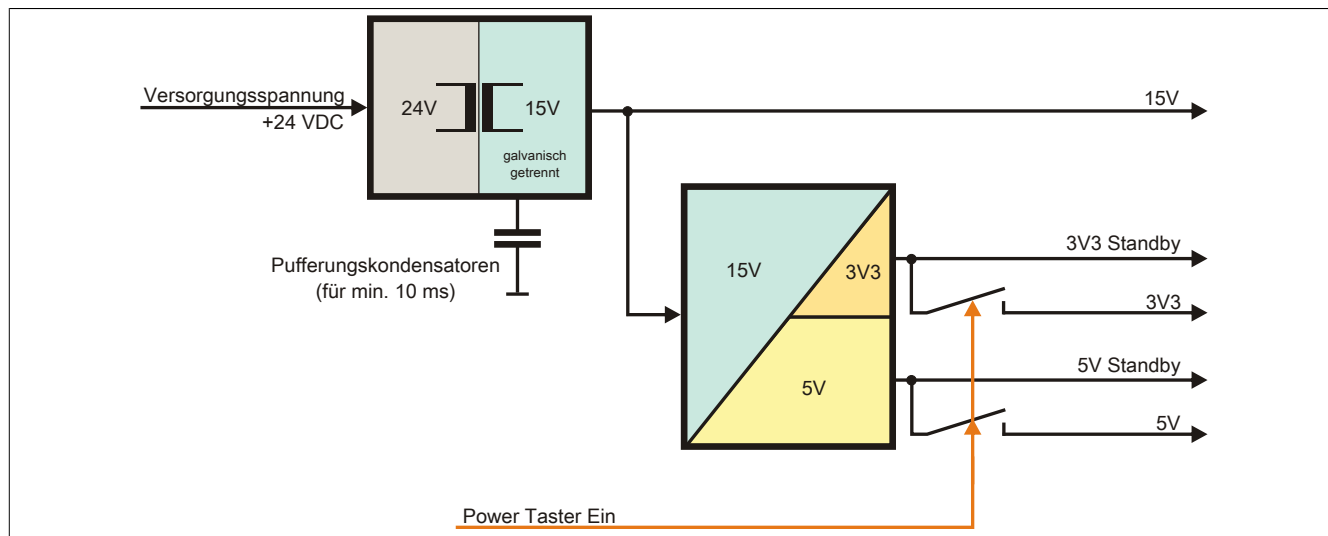 Versorgungsspannung
+24 VDC
24V
15V
galvanisch
getrennt
15V
Pufferungskondensatoren
(für min. 10 ms)
15V
3V3
5V
3V3 Standby
3V3
5V Standby
5V
Power Taster Ein